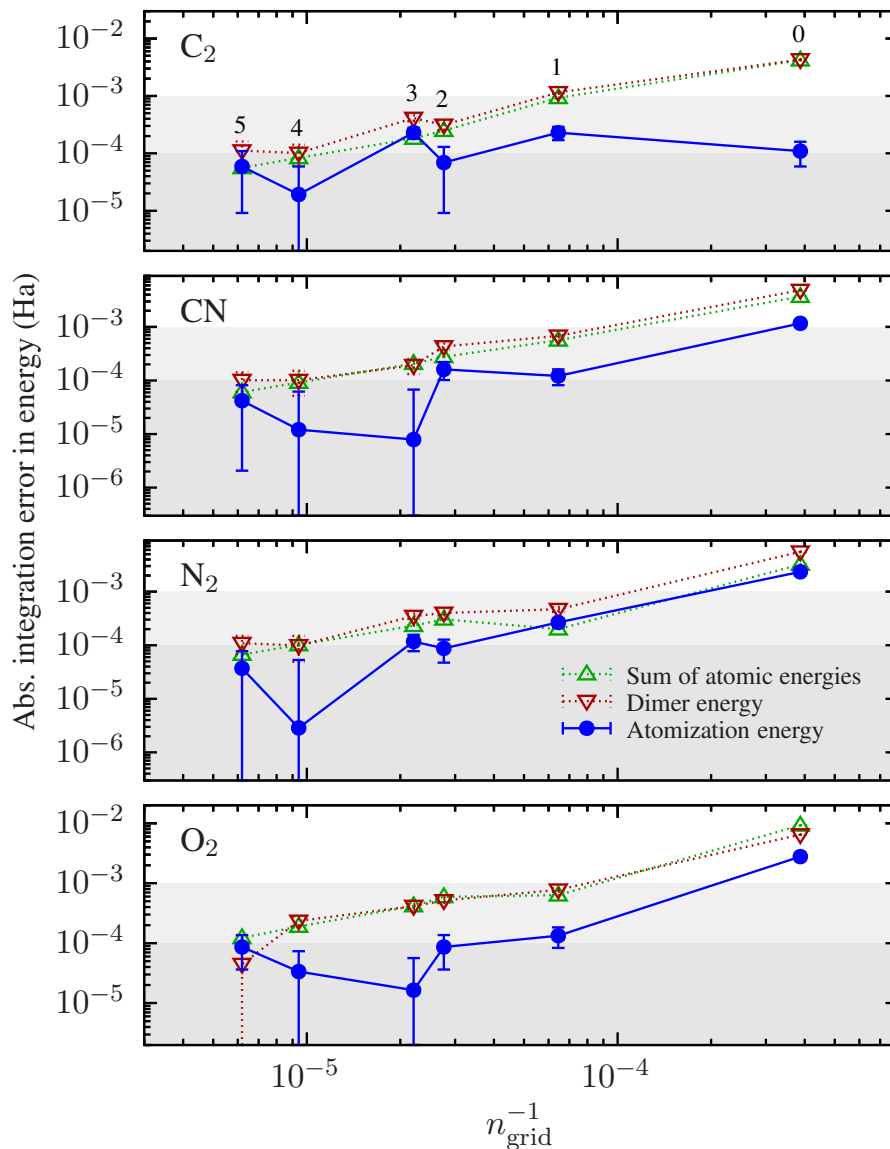 Abs. integration error in energy (Ha)
C₂
10⁻²
10⁻³
10⁻⁴
10⁻⁵
5
4
3
2
1
0
CN
10⁻³
10⁻⁴
10⁻⁵
10⁻⁶
N₂
10⁻³
10⁻⁴
10⁻⁵
10⁻⁶
Sum of atomic energies
Dimer energy
Atomization energy
O₂
10⁻²
10⁻³
10⁻⁴
10⁻⁵
10⁻⁵ 10⁻⁴
n⁻¹grid